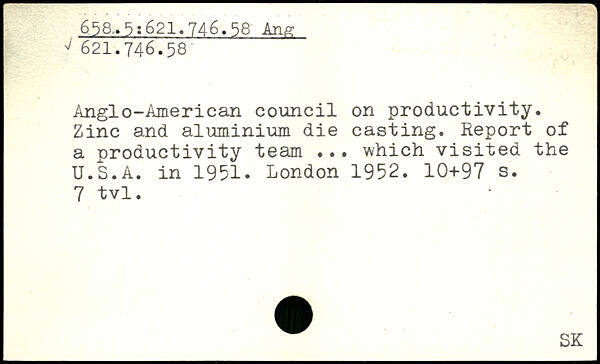 658.5:621.746.58 Ang
√ 621.746.58
Anglo-American council on productivity.
Zinc and aluminium die casting. Report of
a productivity team ... which visited the
U.S.A. in 1951. London 1952. 10+97 s.
7 tvl.
SK